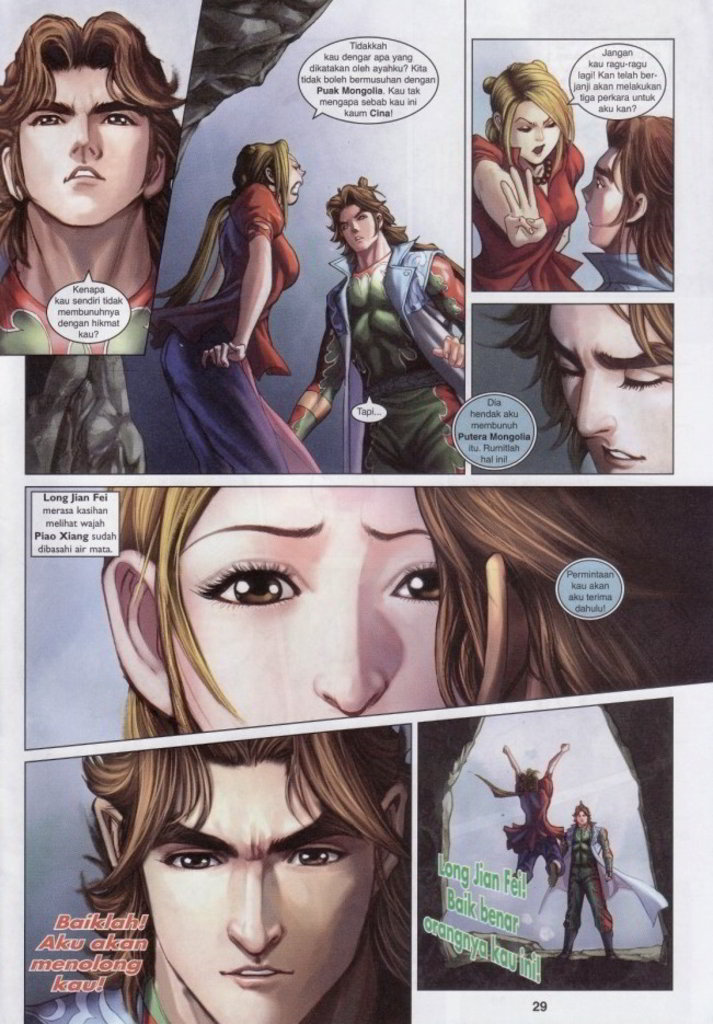 Kenapa
kau sendiri tidak
membunuhnya
dengan hikmat
kau?
Tidakkah
kau dengar apa yang
dikatakan oleh ayahku? Kita
tidak boleh bermusuhan dengan
Puak Mongolia. Kau tak
mengapa sebab kau ini
kaum Cina!
Tapi...
Jangan
kau ragu-ragu
lagi! Kan telah ber-
janji akan melakukan
tiga perkara untuk
aku kan?
Dia
hendak aku
membunuh
Putera Mongolia
itu. Rumitlah
hal ini!
Long Jian Fei
merasa kasihan
melihat wajah
Piao Xiang sudah
dibasahi air mata.
Permintaan
kau akan
aku terima
dahulu!
Baiklah!
Aku akan
menolong
kau!
Long Jian Fei!
Baik benar
orangnya kau ini!
29